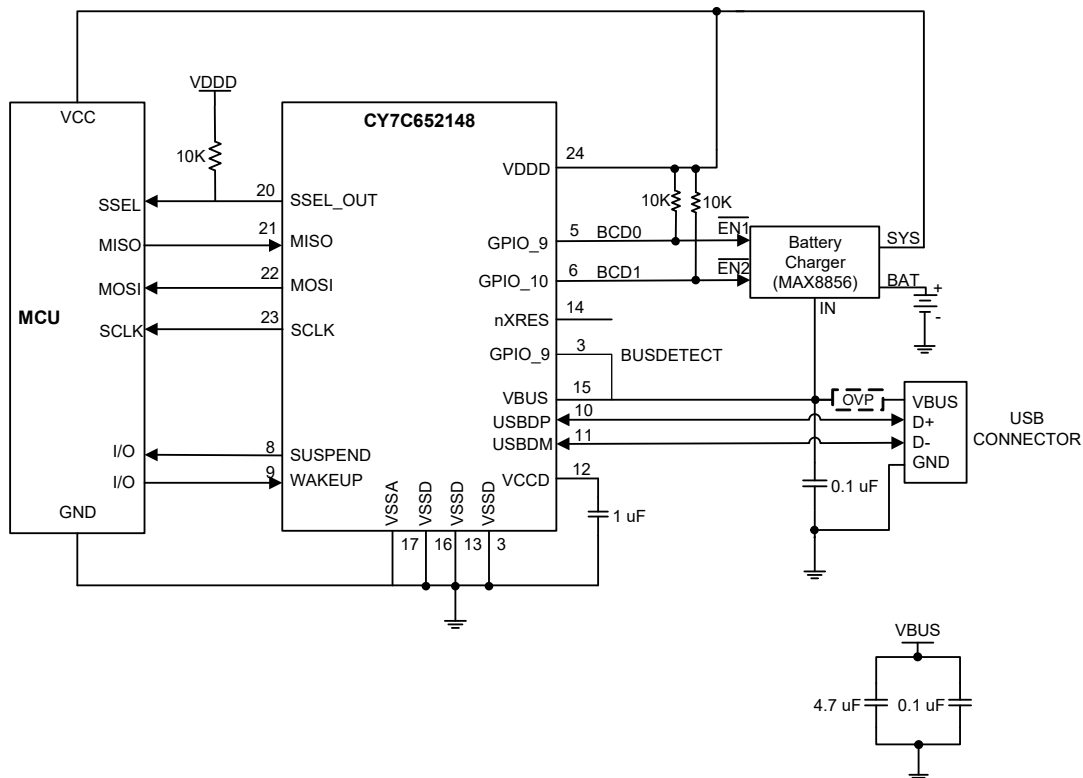 VDDD
VCC
CY7C652148
10K
VDDD
24
10K
10K
SSEL
20
SSEL_OUT
MISO
21
MISO
GPIO_9
5
BCD0
EN1
Battery
Charger
(MAX8856)
SYS
MOSI
22
MOSI
GPIO_10
6
BCD1
EN2
BAT
+
-
IN
MCU
SCLK
23
SCLK
nXRES
14
GPIO_9
3
BUSDETECT
VBUS
15
OVP
VBUS
USBDP
10
D+
USB
CONNECTOR
USBDM
11
D-
I/O
8
SUSPEND
GND
I/O
9
WAKEUP
VCCD
12
0.1 uF
GND
VSSA
VSSD
VSSD
VSSD
1 uF
17
16
13
3
VBUS
4.7 uF
0.1 uF